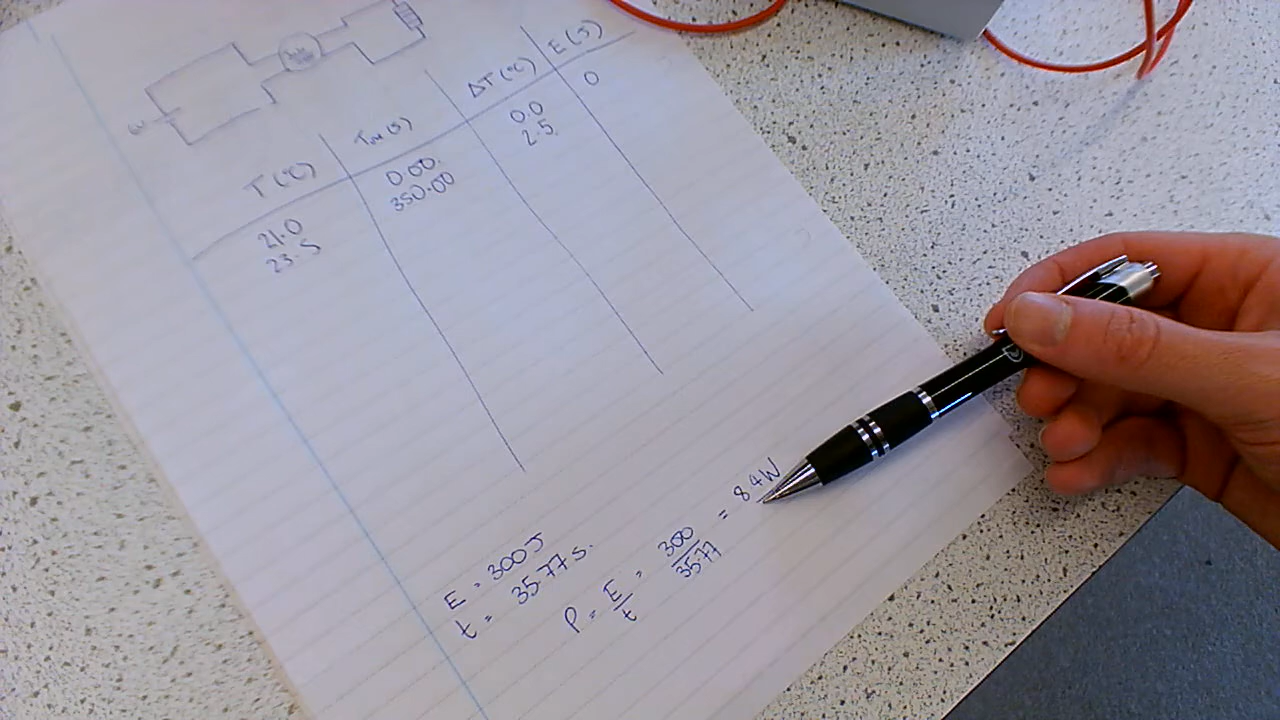 T (°C) ΔT (°C) E (J)
21.0 0.00 0.0 0
23.5 350.00 2.5
E = 300J
t = 35.77s.
P = E/t = 300/35.77 = 8.4W